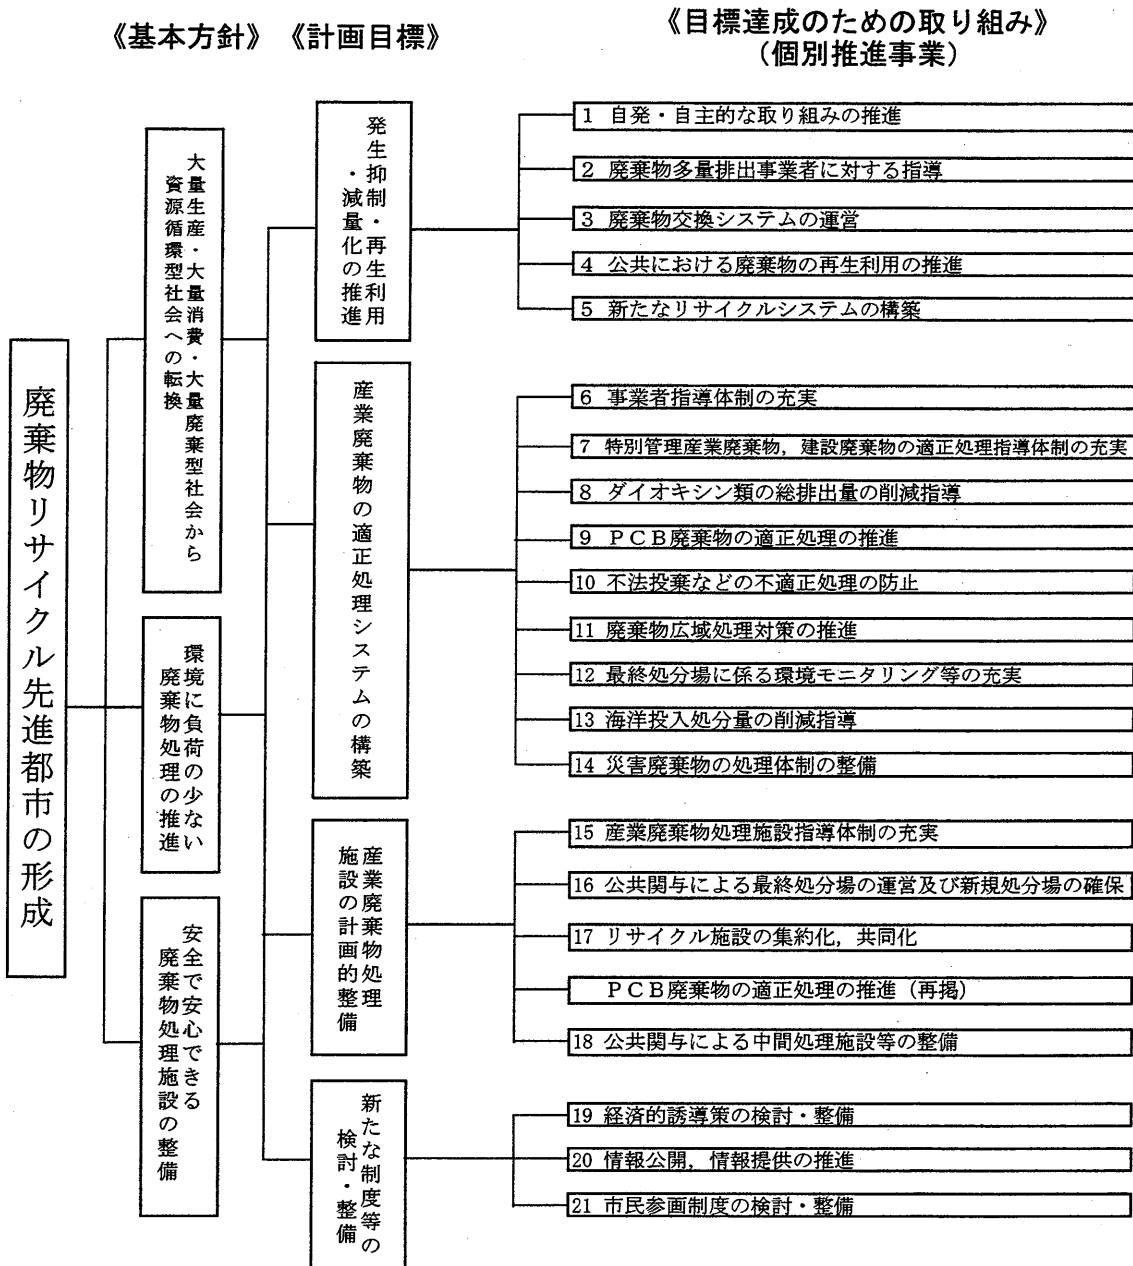 《基本方針》
《計画目標》
《目標達成のための取り組み》
(個別推進事業)
廃棄物リサイクル先進都市の形成
大量生産・大量消費・大量廃棄型社会から
資源循環型社会への転換
環境に負荷の少ない
廃棄物処理の推進
安全で安心できる
廃棄物処理施設の整備
発生抑制・再生利用
・減量化の推進
産業廃棄物の適正処理システムの構築
産業廃棄物処理
施設の計画的整備
新たな制度等の
検討・整備
1 自発・自主的な取り組みの推進
2 廃棄物多量排出事業者に対する指導
3 廃棄物交換システムの運営
4 公共における廃棄物の再生利用の推進
5 新たなリサイクルシステムの構築
6 事業者指導体制の充実
7 特別管理産業廃棄物，建設廃棄物の適正処理指導体制の充実
8 ダイオキシン類の総排出量の削減指導
9 ＰＣＢ廃棄物の適正処理の推進
10 不法投棄などの不適正処理の防止
11 廃棄物広域処理対策の推進
12 最終処分場に係る環境モニタリング等の充実
13 海洋投入処分量の削減指導
14 災害廃棄物の処理体制の整備
15 産業廃棄物処理施設指導体制の充実
16 公共関与による最終処分場の運営及び新規処分場の確保
17 リサイクル施設の集約化，共同化
ＰＣＢ廃棄物の適正処理の推進（再掲）
18 公共関与による中間処理施設等の整備
19 経済的誘導策の検討・整備
20 情報公開，情報提供の推進
21 市民参画制度の検討・整備